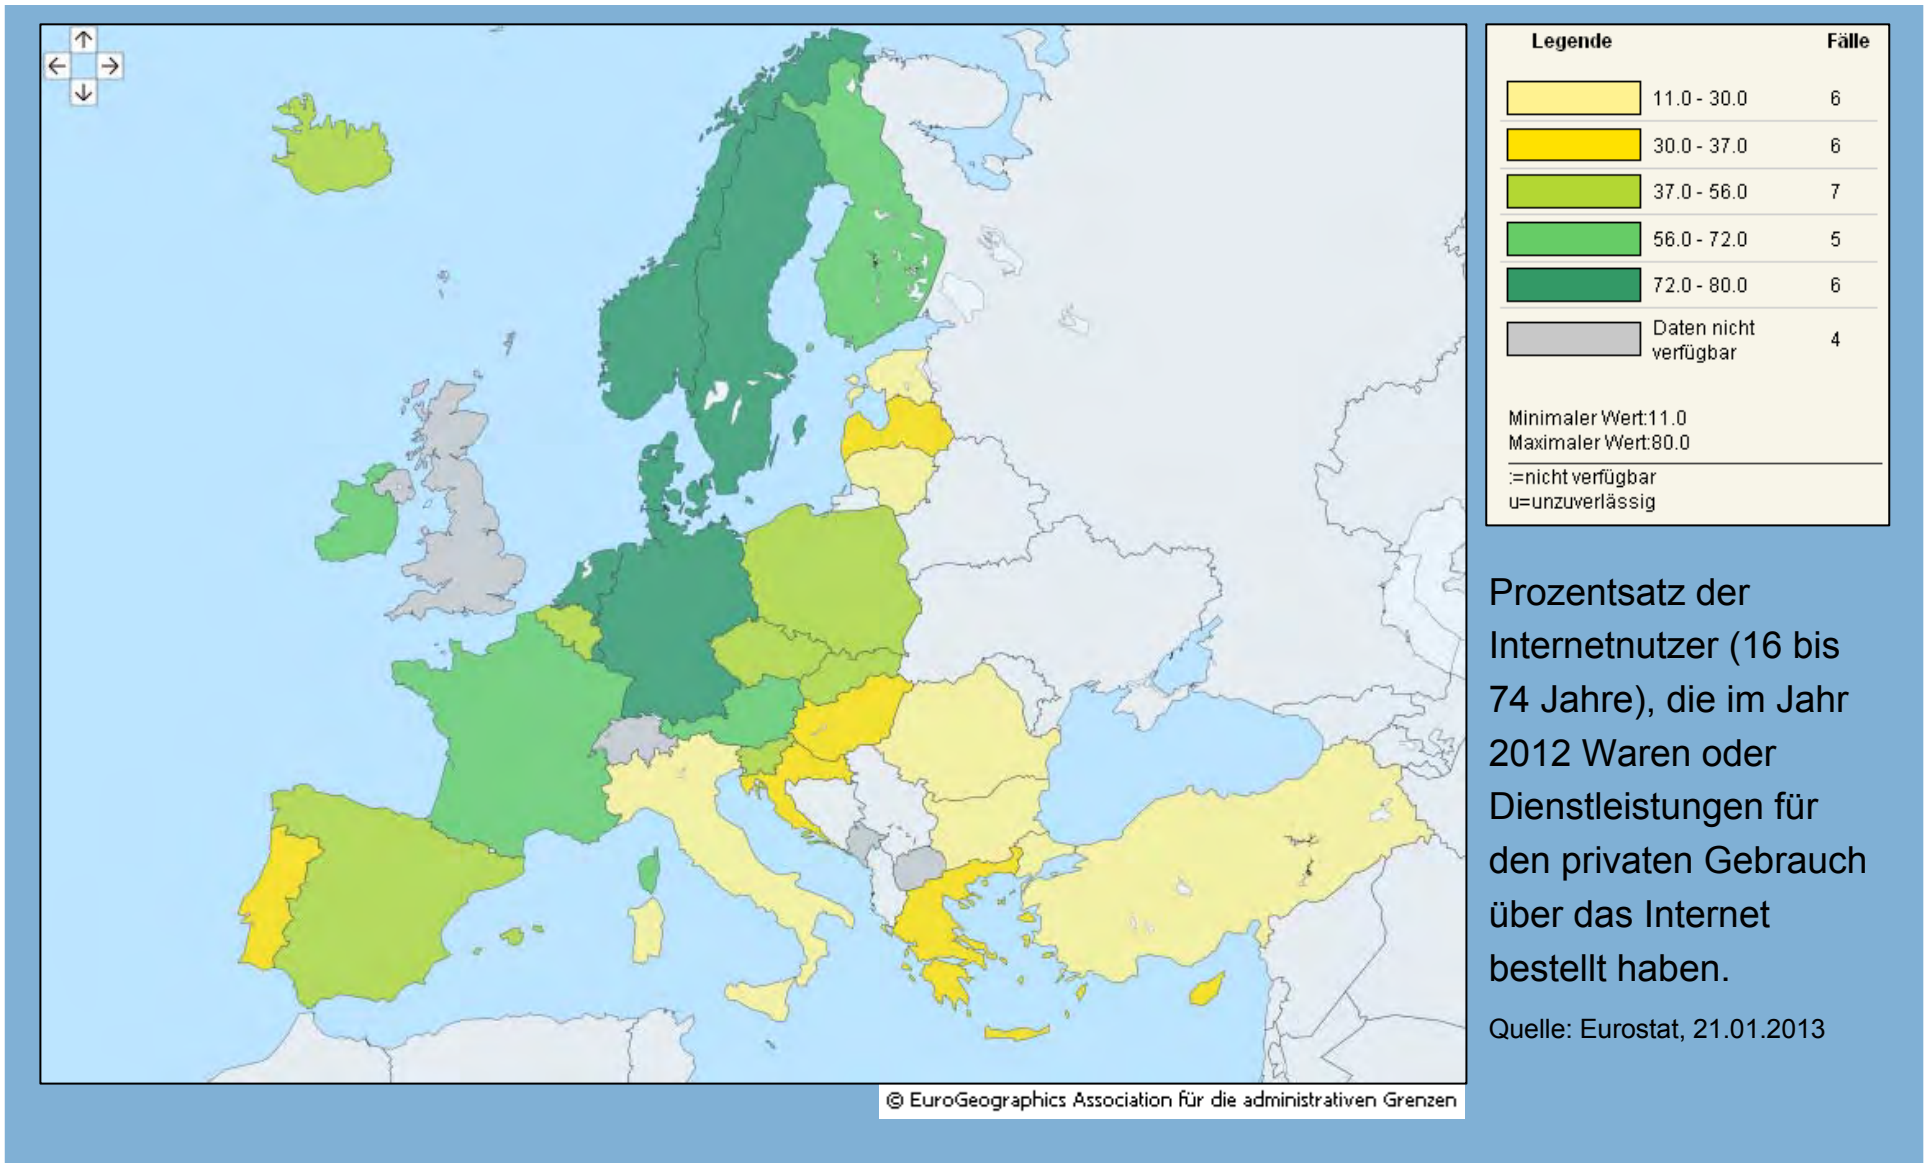 Legende Fälle
11.0 - 30.0 6
30.0 - 37.0 6
37.0 - 56.0 7
56.0 - 72.0 5
72.0 - 80.0 6
Daten nicht
verfügbar 4
Minimaler Wert:11.0
Maximaler Wert:80.0
:=nicht verfügbar
u=unzuverlässig
Prozentsatz der
Internetnutzer (16 bis
74 Jahre), die im Jahr
2012 Waren oder
Dienstleistungen für
den privaten Gebrauch
über das Internet
bestellt haben.
Quelle: Eurostat, 21.01.2013
© EuroGeographics Association für die administrativen Grenzen